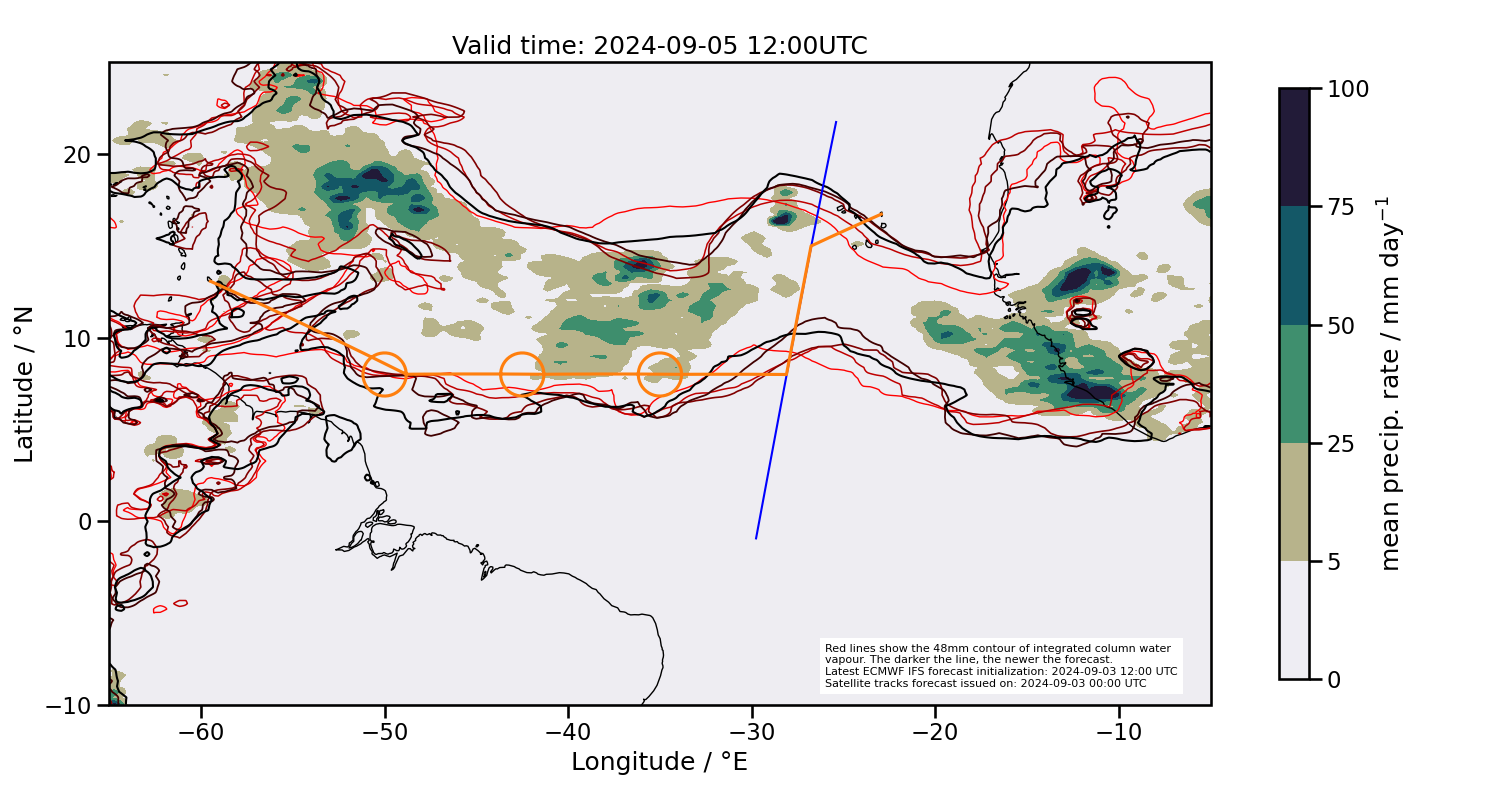 Valid time: 2024-09-05 12:00UTC
20
10
0
−10
Latitude / °N
−60
−50
−40
−30
−20
−10
Longitude / °E
Red lines show the 48mm contour of integrated column water
vapour. The darker the line, the newer the forecast.
Latest ECMWF IFS forecast initialization: 2024-09-03 12:00 UTC
Satellite tracks forecast issued on: 2024-09-03 00:00 UTC
100
75
50
25
5
0
mean precip. rate / mm day⁻¹